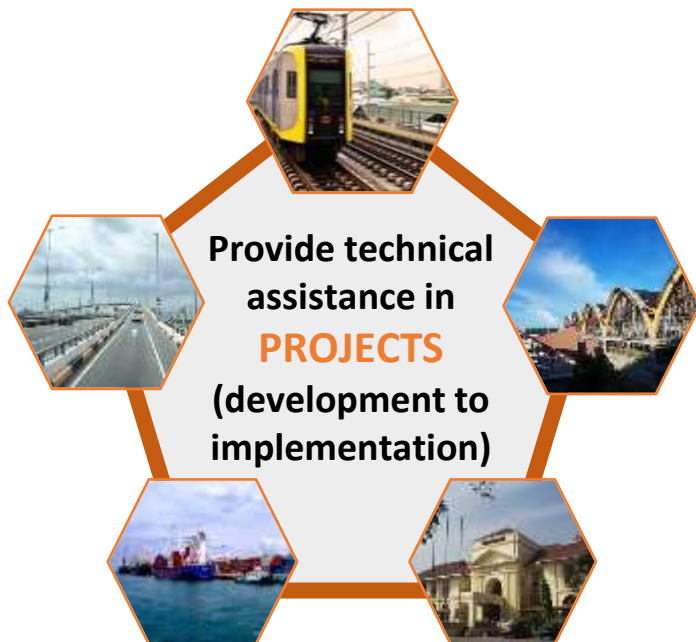 Provide technical
assistance in
PROJECTS
(development to
implementation)